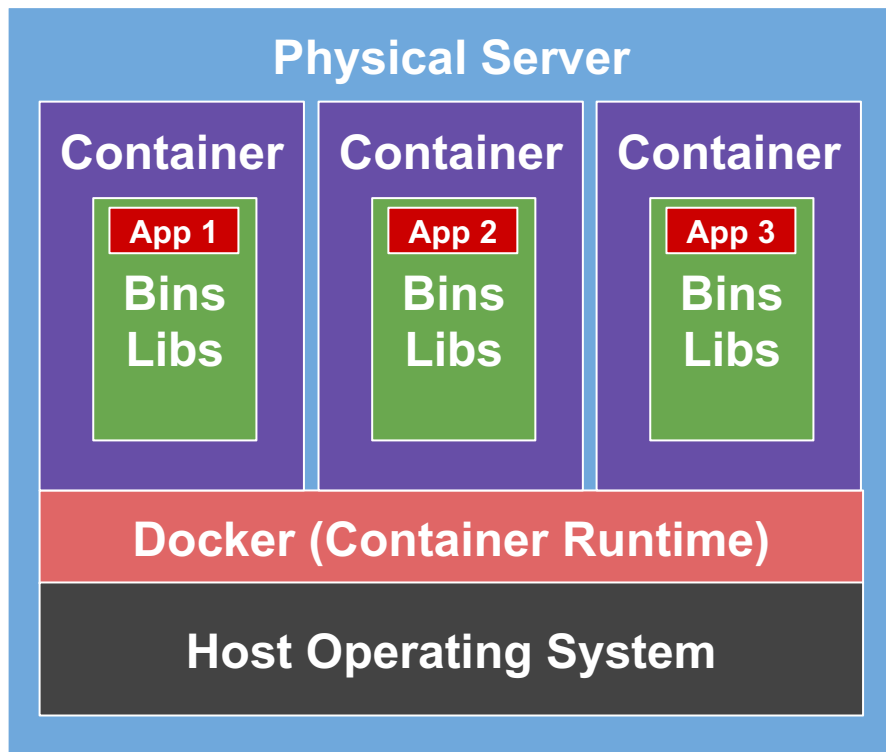 Physical Server
Container
Container
Container
App 1
App 2
App 3
Bins
Libs
Bins
Libs
Bins
Libs
Docker (Container Runtime)
Host Operating System